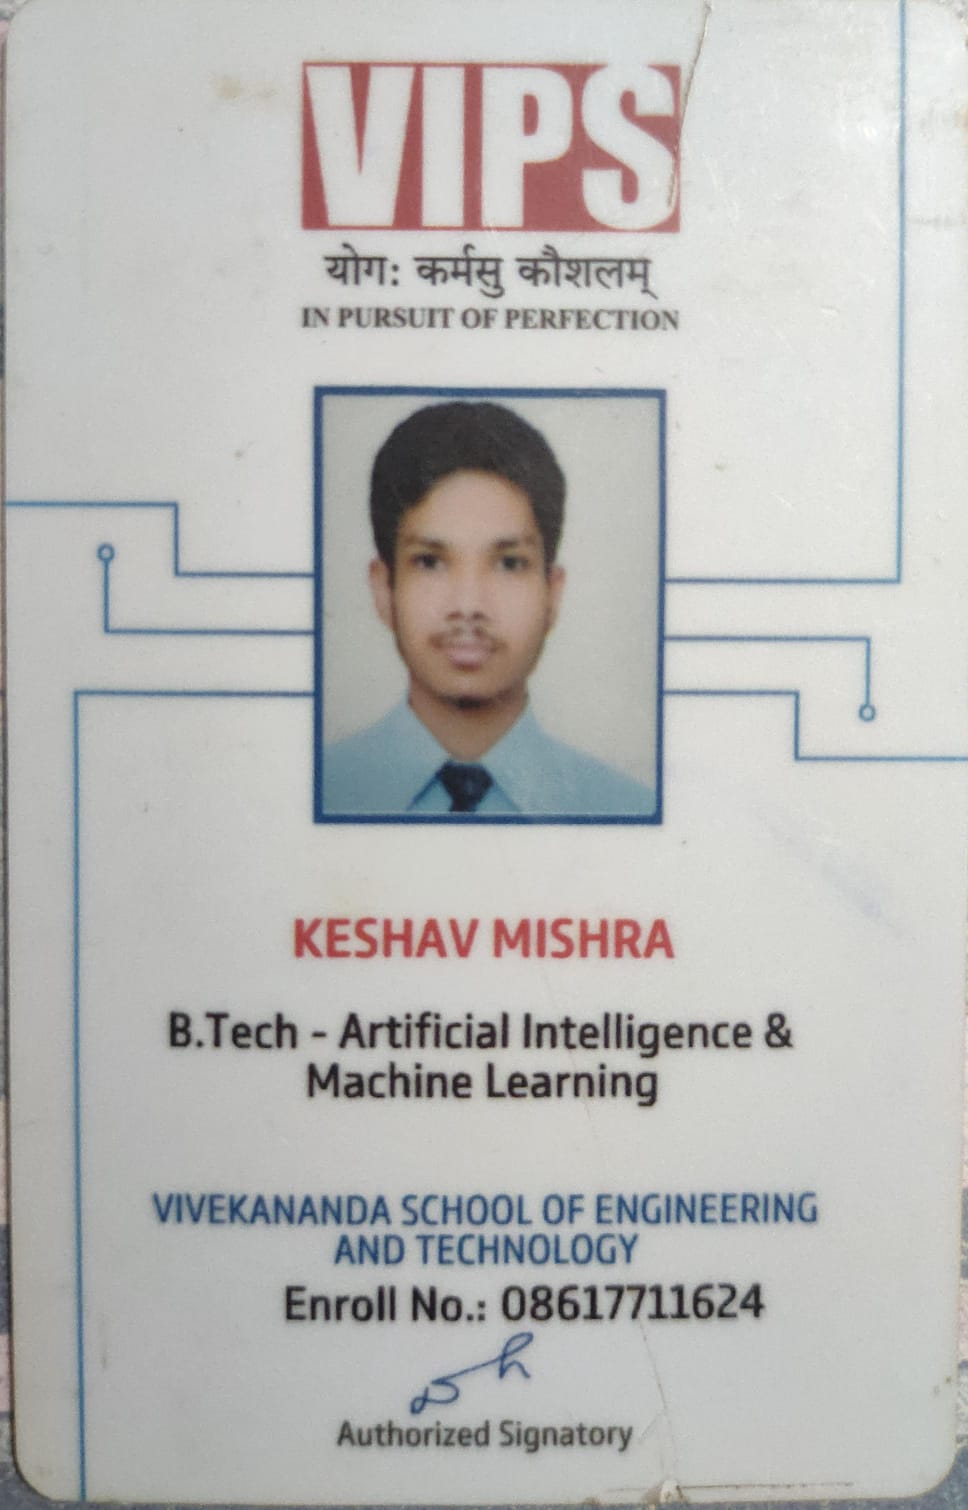 VIPS
योग: कर्मसु कौशलम्
IN PURSUIT OF PERFECTION
KESHAV MISHRA
B.Tech - Artificial Intelligence &
Machine Learning
VIVEKANANDA SCHOOL OF ENGINEERING
AND TECHNOLOGY
Enroll No.: 08617711624
Authorized Signatory